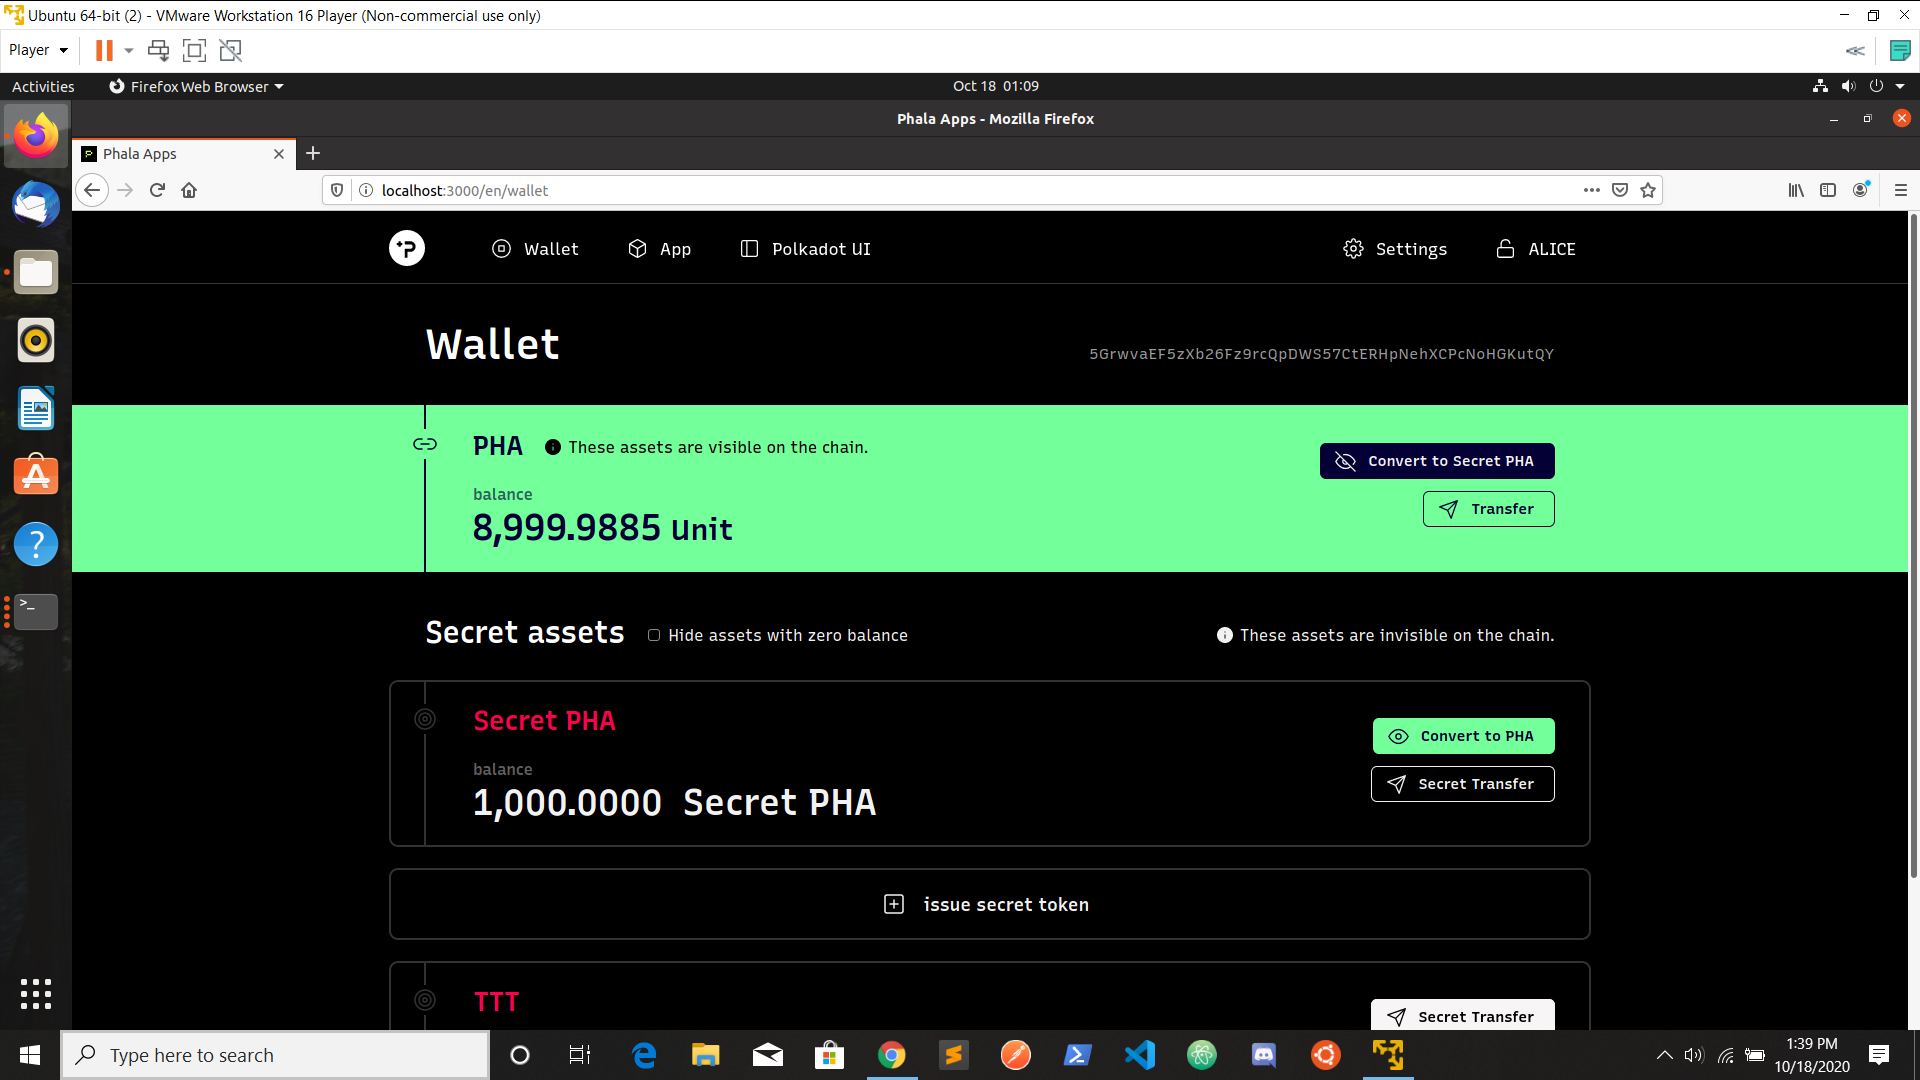 Ubuntu 64-bit (2) - VMware Workstation 16 Player (Non-commercial use only)
Player
Activities
Firefox Web Browser
Oct 18 01:09
Phala Apps - Mozilla Firefox
Phala Apps
localhost:3000/en/wallet
Wallet
App
Polkadot UI
Settings
ALICE
Wallet
5GrwvaEF5zXb26Fz9rcQpDWS57CtERHpNehXCPcNoHGKutQY
PHA
These assets are visible on the chain.
Convert to Secret PHA
balance
8,999.9885 Unit
Transfer
Secret assets
Hide assets with zero balance
These assets are invisible on the chain.
Secret PHA
Convert to PHA
balance
1,000.0000 Secret PHA
Secret Transfer
issue secret token
TTT
Secret Transfer
Type here to search
1:39 PM
10/18/2020